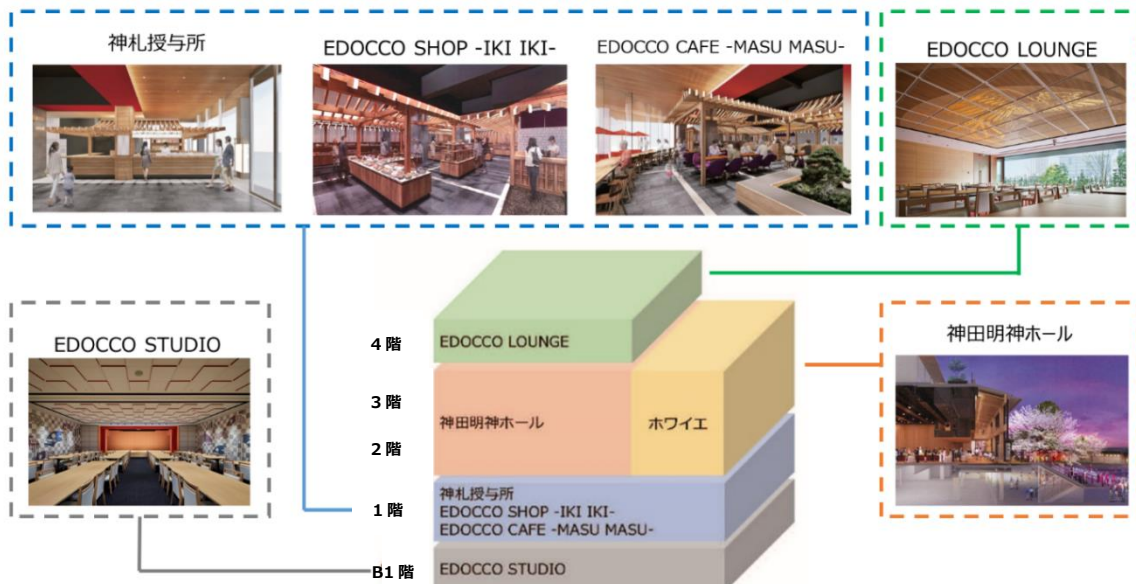 神札授与所
EDOCCO SHOP -IKI IKI-
EDOCCO CAFE -MASU MASU-
EDOCCO LOUNGE
EDOCCO STUDIO
神田明神ホール
4階
EDOCCO LOUNGE
3階
神田明神ホール
ホワイエ
2階
1階
神札授与所
EDOCCO SHOP -IKI IKI-
EDOCCO CAFE -MASU MASU-
B1階
EDOCCO STUDIO